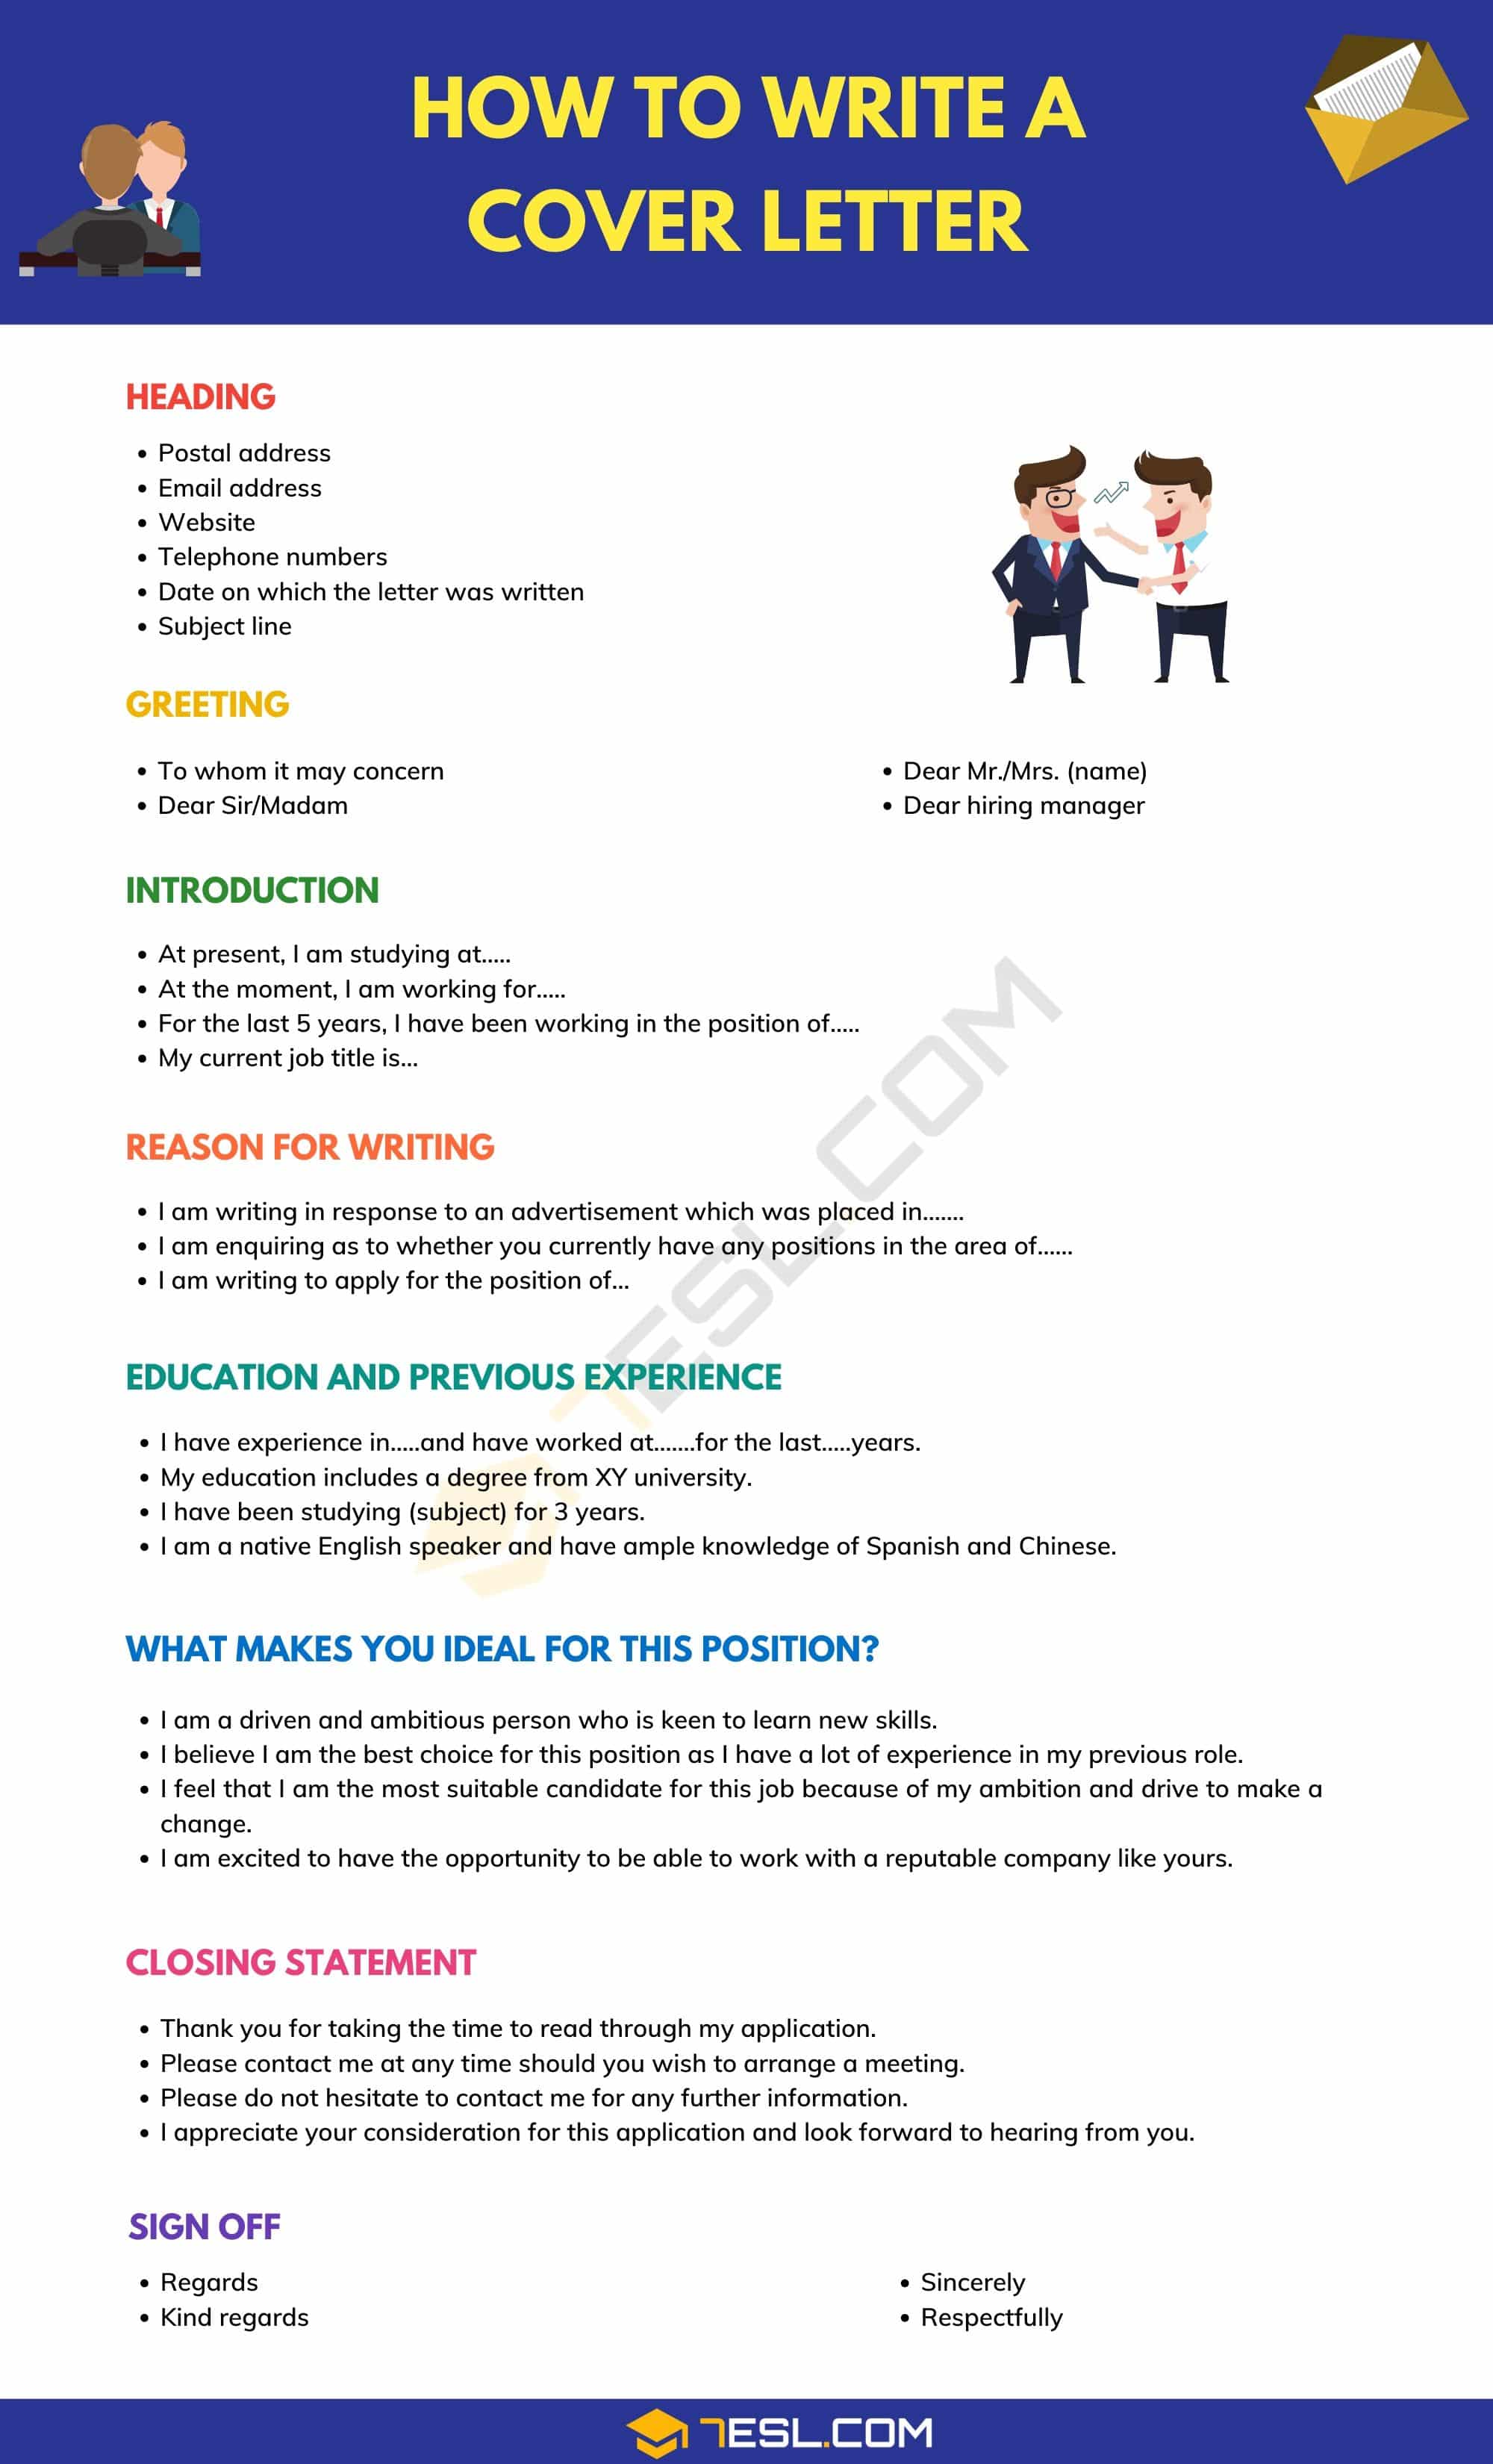 HOW TO WRITE A
COVER LETTER
HEADING
• Postal address
• Email address
• Website
• Telephone numbers
• Date on which the letter was written
• Subject line
GREETING
• To whom it may concern
• Dear Sir/Madam
• Dear Mr./Mrs. (name)
• Dear hiring manager
INTRODUCTION
• At present, I am studying at.....
• At the moment, I am working for.....
• For the last 5 years, I have been working in the position of.....
• My current job title is...
REASON FOR WRITING
• I am writing in response to an advertisement which was placed in.......
• I am enquiring as to whether you currently have any positions in the area of......
• I am writing to apply for the position of...
EDUCATION AND PREVIOUS EXPERIENCE
• I have experience in.....and have worked at.......for the last.....years.
• My education includes a degree from XY university.
• I have been studying (subject) for 3 years.
• I am a native English speaker and have ample knowledge of Spanish and Chinese.
WHAT MAKES YOU IDEAL FOR THIS POSITION?
• I am a driven and ambitious person who is keen to learn new skills.
• I believe I am the best choice for this position as I have a lot of experience in my previous role.
• I feel that I am the most suitable candidate for this job because of my ambition and drive to make a
change.
• I am excited to have the opportunity to be able to work with a reputable company like yours.
CLOSING STATEMENT
• Thank you for taking the time to read through my application.
• Please contact me at any time should you wish to arrange a meeting.
• Please do not hesitate to contact me for any further information.
• I appreciate your consideration for this application and look forward to hearing from you.
SIGN OFF
• Regards
• Kind regards
• Sincerely
• Respectfully
7ESL.COM
7ESL.COM